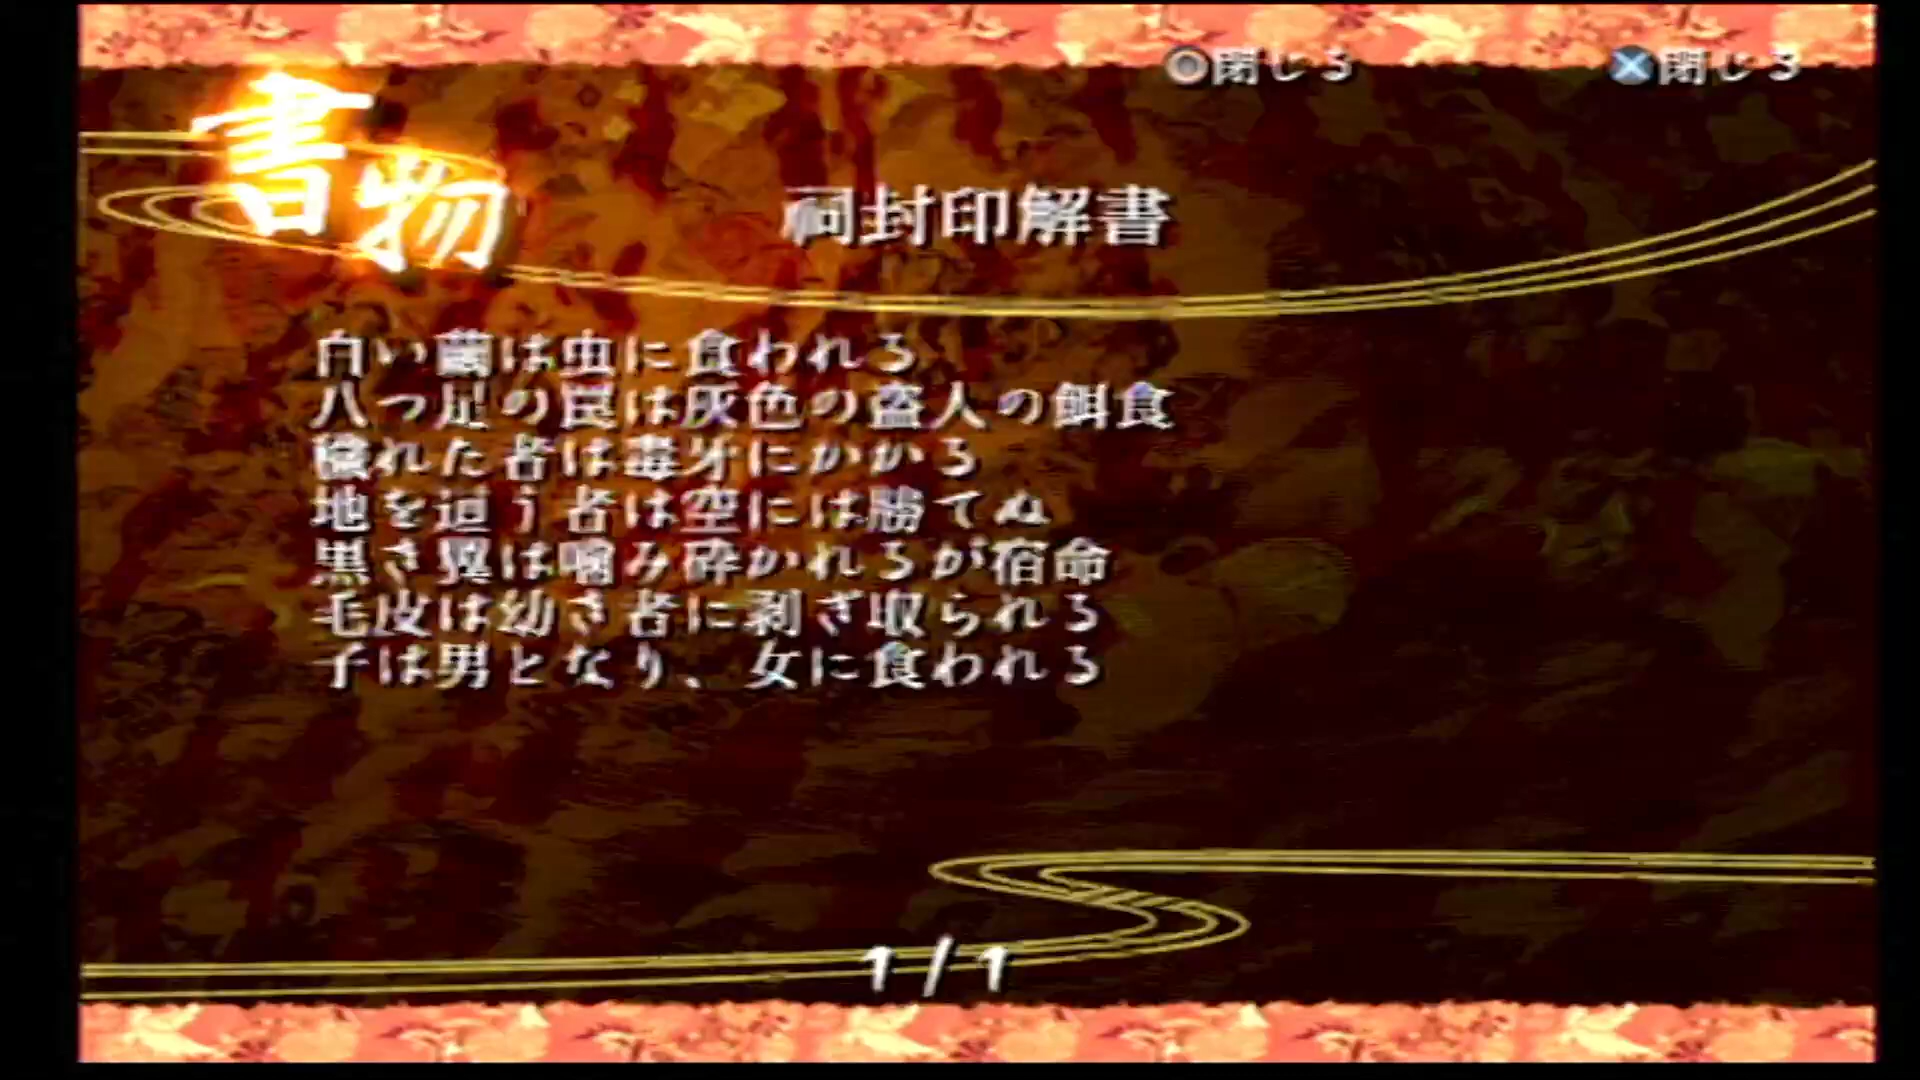 閉じる
閉じる
書物
祠封印解書
白い繭は虫に食われる
八つ足の罠は灰色の盗人の餌食
穢れた者は毒牙にかかる
地を這う者は空には勝てぬ
黒き翼は噛み砕かれるが宿命
毛皮は幼き者に剥ぎ取られる
子は男となり、女に食われる
1/1